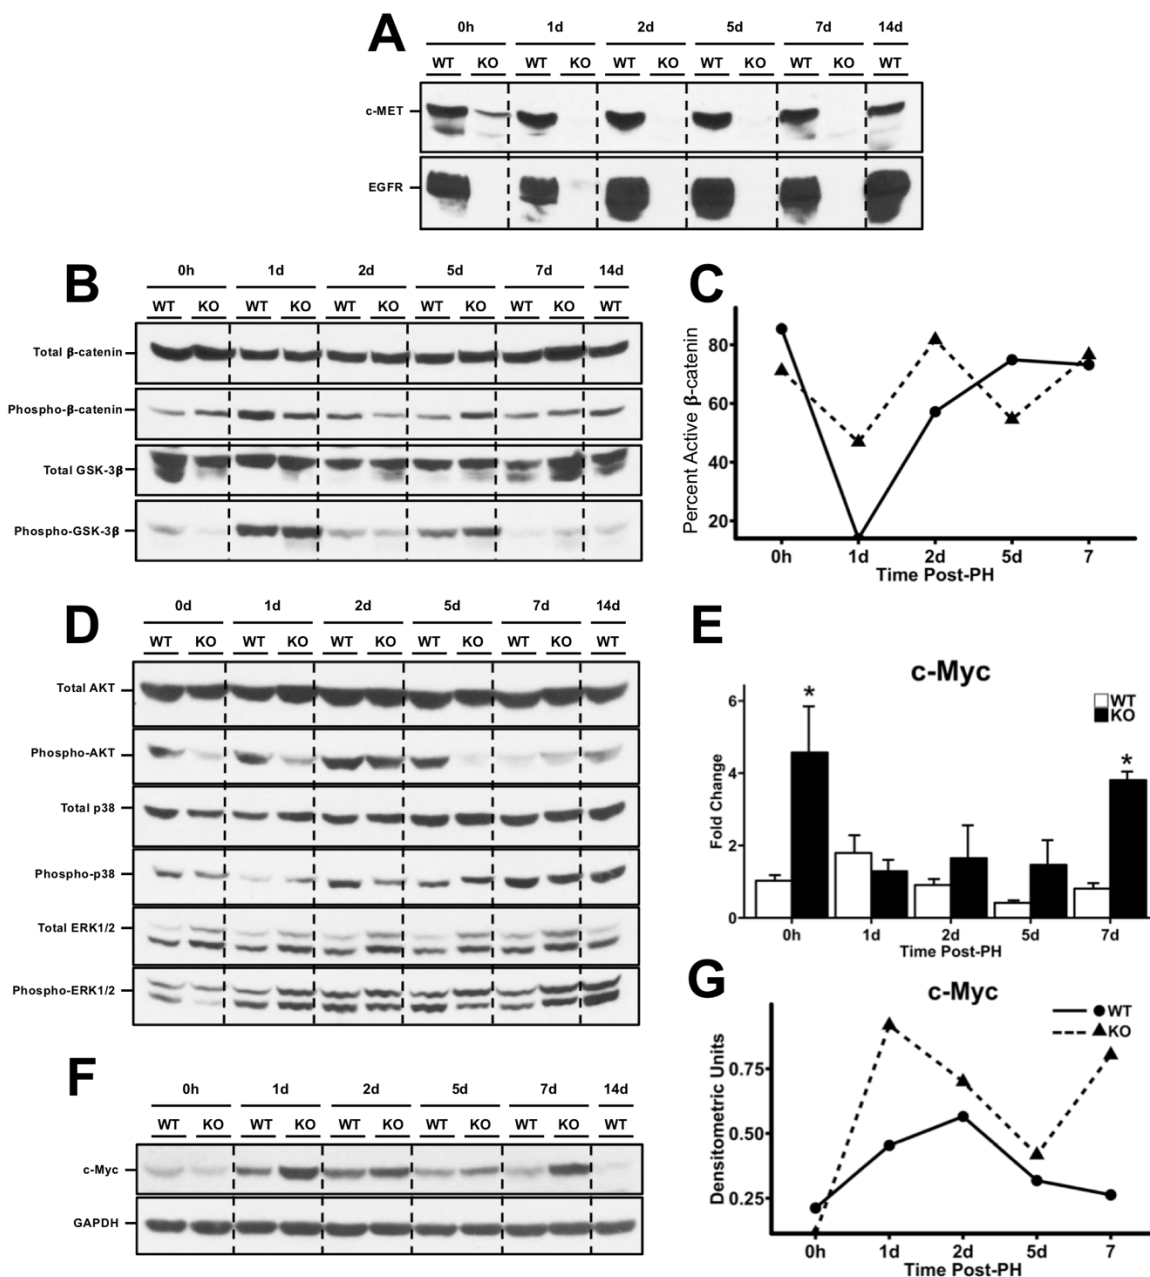 A
0h 1d 2d 5d 7d 14d
WT KO WT KO WT KO WT KO WT KO WT
c-MET
EGFR
B
0h 1d 2d 5d 7d 14d
WT KO WT KO WT KO WT KO WT KO WT
Total β-catenin
Phospho-β-catenin
Total GSK-3β
Phospho-GSK-3β
C
Percent Active β-catenin
80
60
40
20
0h 1d 2d 5d 7
Time Post-PH
D
0d 1d 2d 5d 7d 14d
WT KO WT KO WT KO WT KO WT KO WT
Total AKT
Phospho-AKT
Total p38
Phospho-p38
Total ERK1/2
Phospho-ERK1/2
E
c-Myc
WT
KO
Fold Change
6
4
2
0
* *
0h 1d 2d 5d 7d
Time Post-PH
F
0h 1d 2d 5d 7d 14d
WT KO WT KO WT KO WT KO WT KO WT
c-Myc
GAPDH
G
c-Myc
WT
KO
Densitometric Units
0.75
0.50
0.25
0h 1d 2d 5d 7
Time Post-PH